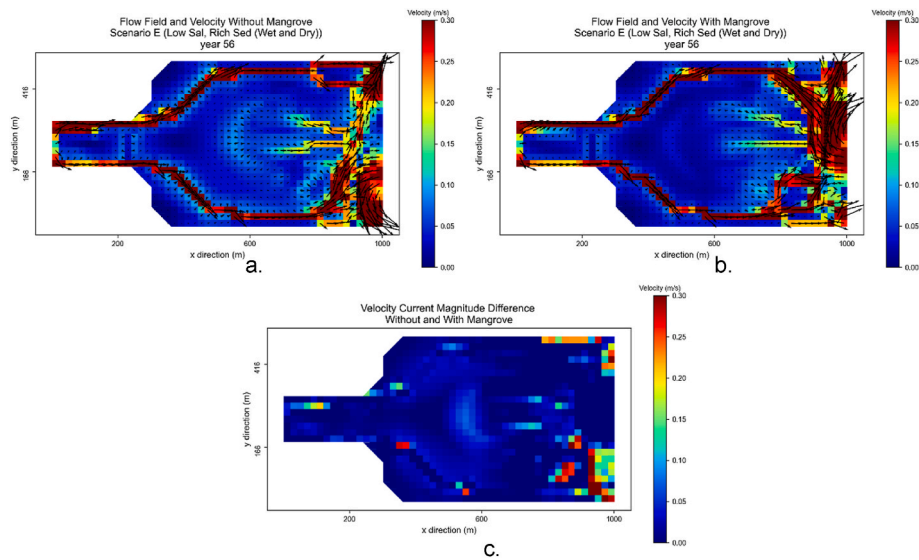 Flow Field and Velocity Without Mangrove
Scenario E (Low Sal, Rich Sed (Wet and Dry))
year 56
Velocity (m/s)
0.30
0.25
0.20
0.15
0.10
0.05
0.00
y direction (m)
416
166
200
600
1000
x direction (m)
a.
Flow Field and Velocity With Mangrove
Scenario E (Low Sal, Rich Sed (Wet and Dry))
year 56
Velocity (m/s)
0.30
0.25
0.20
0.15
0.10
0.05
0.00
y direction (m)
416
166
200
600
1000
x direction (m)
b.
Velocity Current Magnitude Difference
Without and With Mangrove
Velocity (m/s)
0.30
0.25
0.20
0.15
0.10
0.05
0.00
y direction (m)
416
166
200
600
1000
x direction (m)
c.